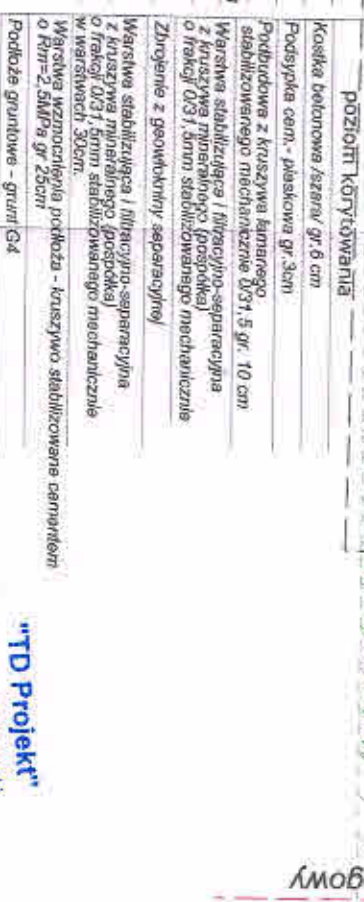 poziom korytowania
Kostka betonowa /szara/ gr.6 cm
Podsypka cem.- piaskowa gr.3cm
Podbudowa z kruszywa łamanego
stabilizowanego mechanicznie 0/31,5 gr. 10 cm
Warstwa stabilizująca i filtracyjno-separacyjna
z kruszywa mineralnego (pospółka)
o frakcji 0/31,5mm stabilizowanego mechanicznie
Zbrojenie z geowłókniny separacyjnej
Warstwa stabilizująca i filtracyjno-separacyjna
z kruszywa mineralnego (pospółka)
o frakcji 0/31,5mm stabilizowanego mechanicznie
w warstwach 30cm.
Warstwa wzmocnienia podłoża - kruszywo stabilizowane cementem
o Rm=2,5MPa gr 25cm
Podłoże gruntowe - grunt G4
"TD Projekt"
gowy